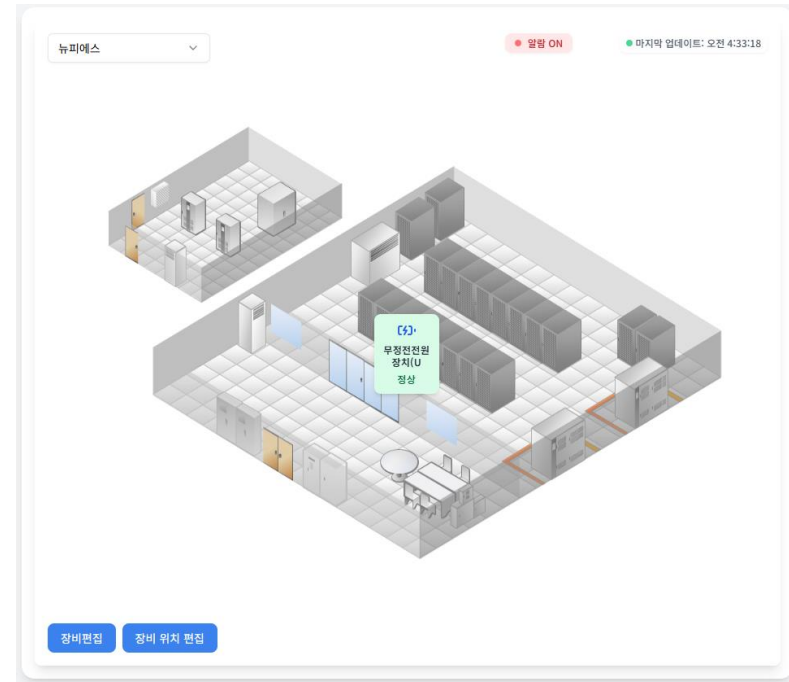 뉴피에스
알람 ON
마지막 업데이트: 오전 4:33:18
무정전전원
장치(U
정상
장비편집
장비 위치 편집